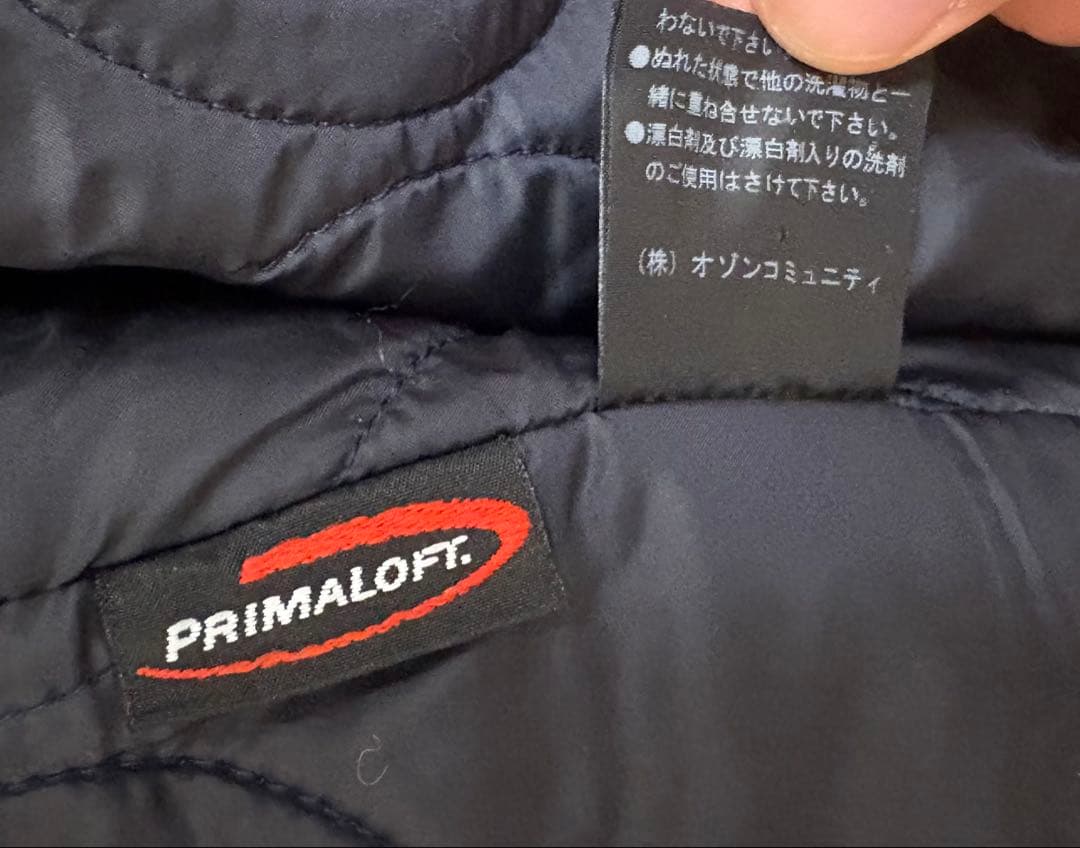 わないで下さい
●ぬれた状態で他の洗濯物と一
緒に重ね合せないで下さい。
●漂白剤及び漂白剤入りの洗剤
のご使用はさけて下さい。
(株) オゾンコミュニティ
PRIMALOFT.